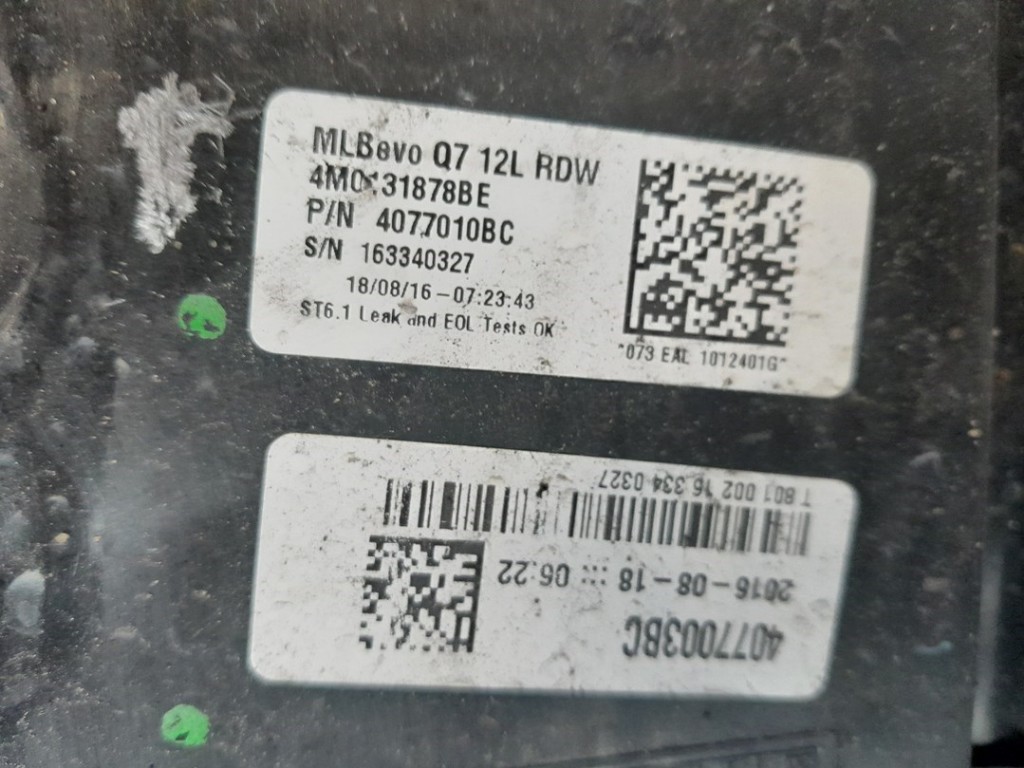 MLBevo Q7 12L RDW
4M0131878BE
P/N 4077010BC
S/N 163340327
18/08/16-07:23:43
ST6.1 Leak and EOL Tests OK
*073 EAL 1012401G*
4077003BC
2016-08-18 ::: 06:22
T 801 002 16 334 0327